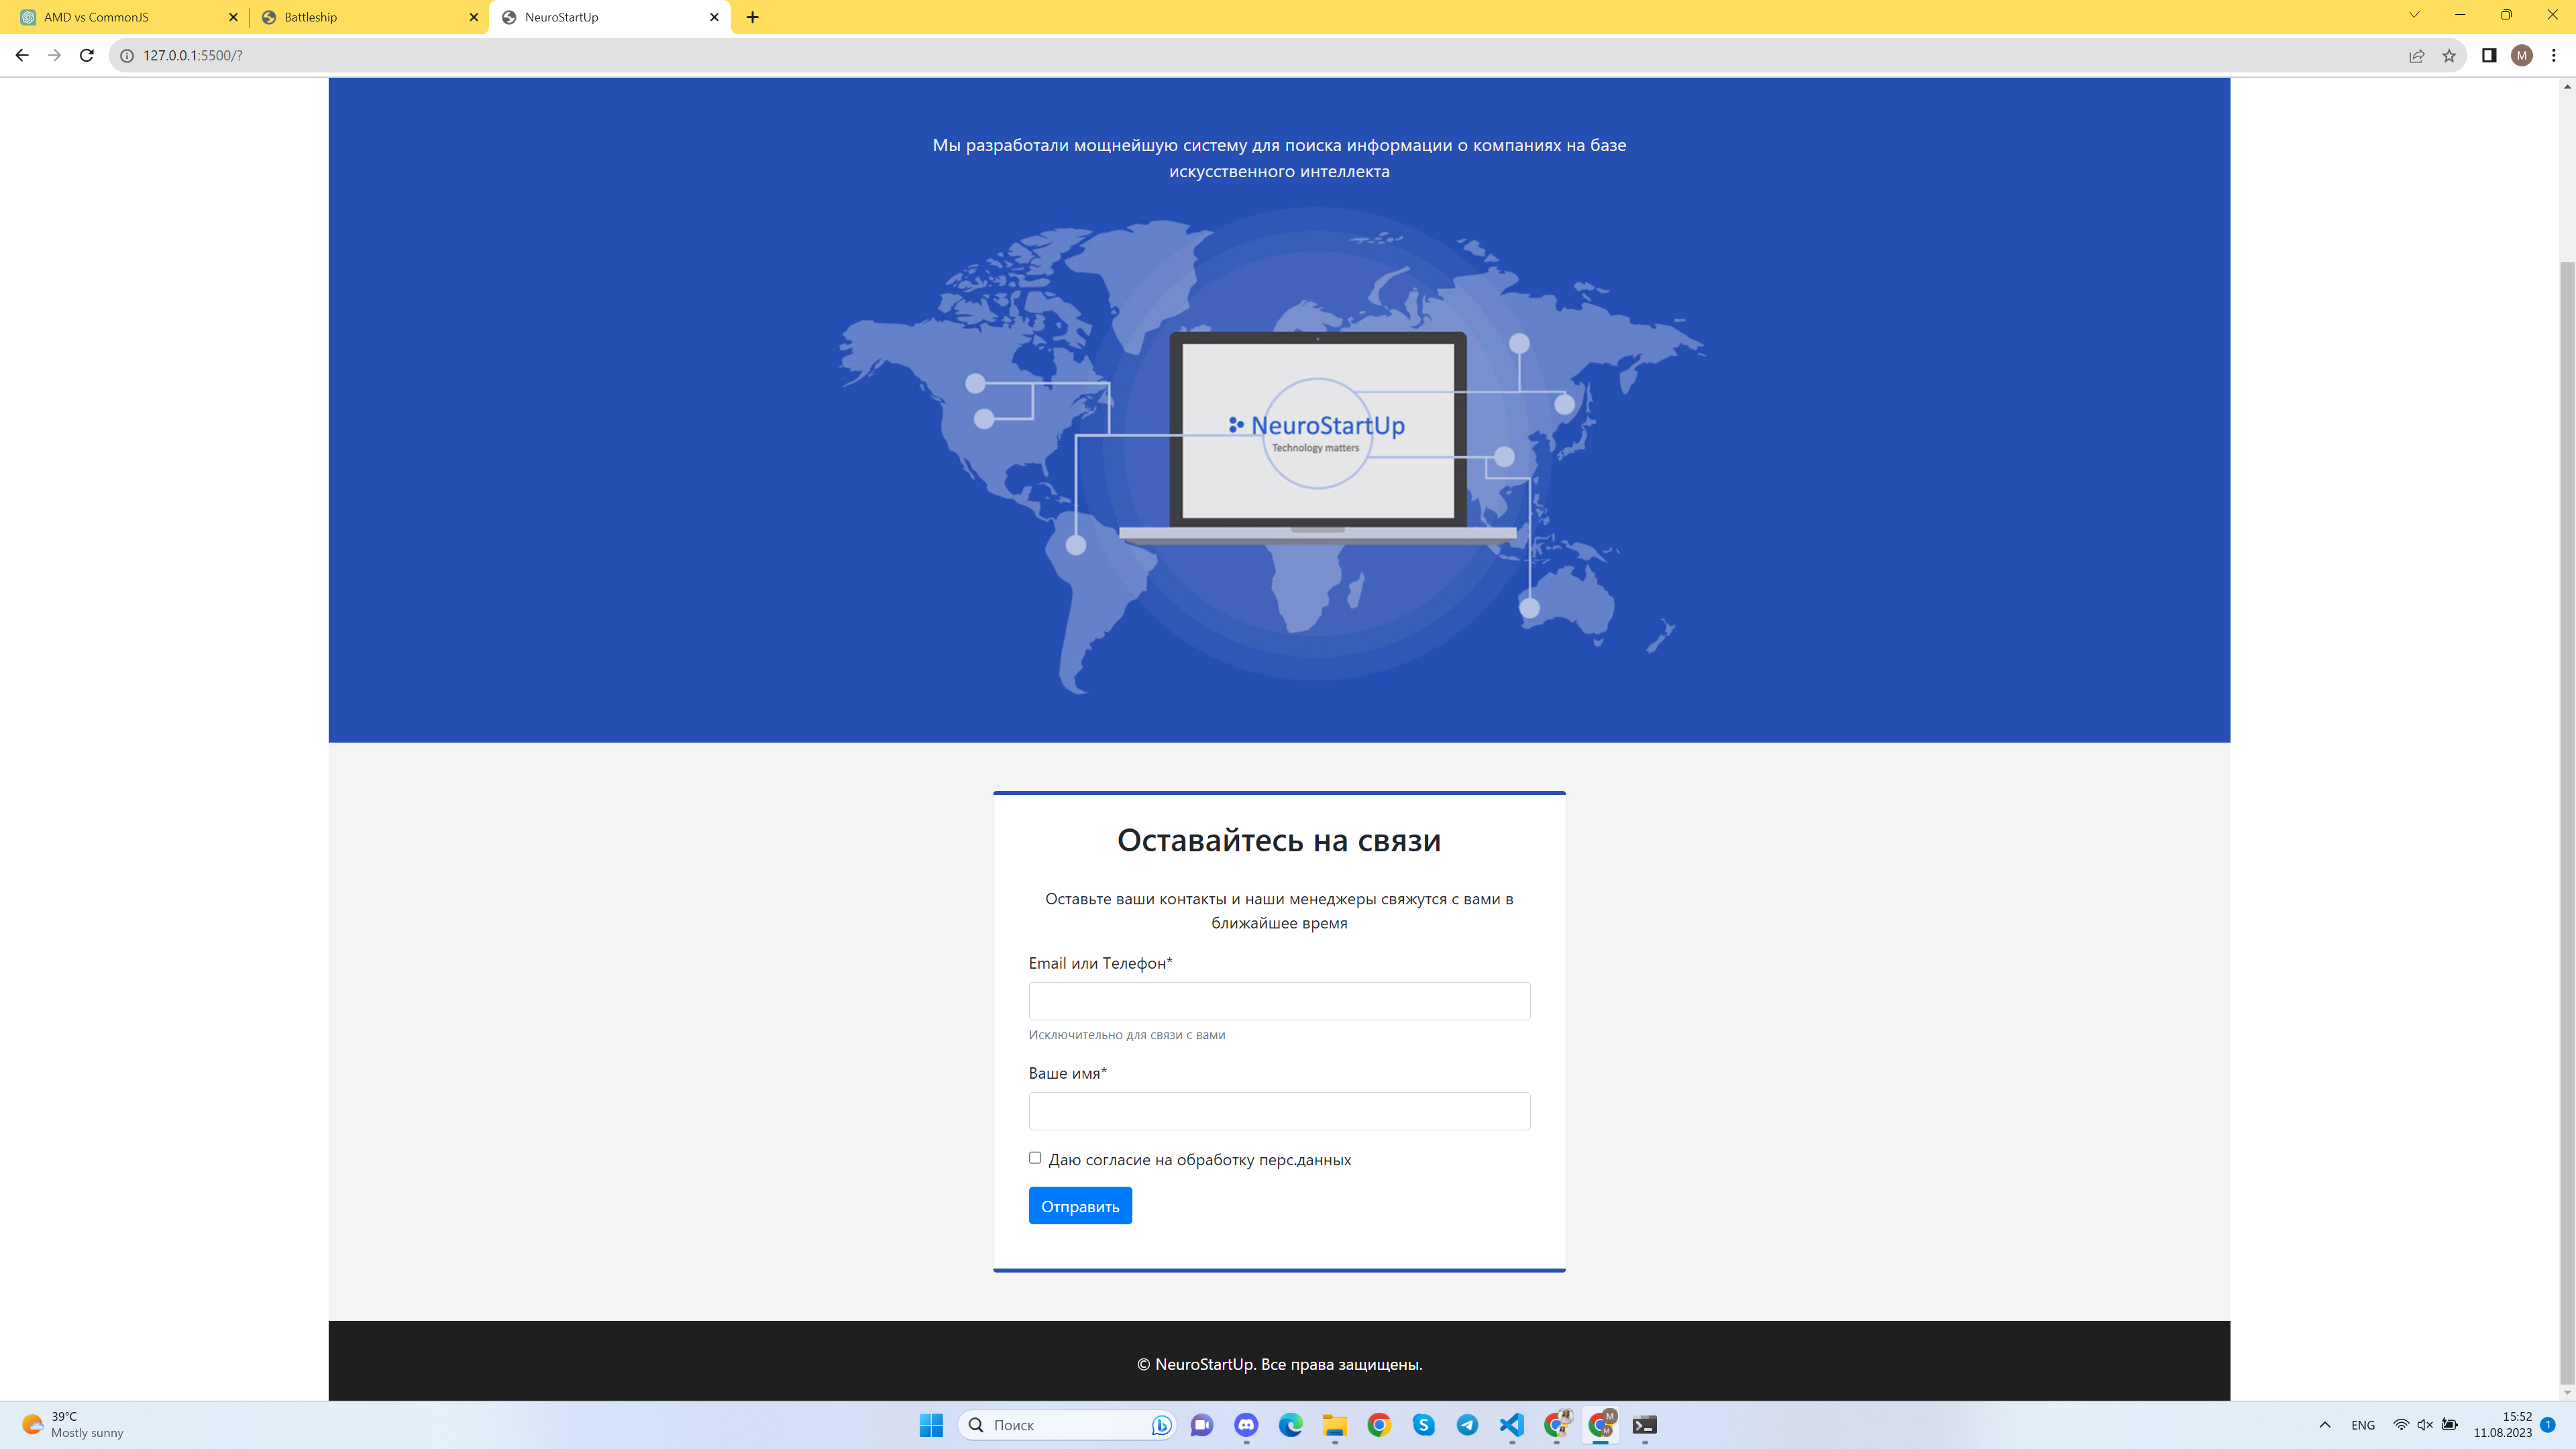 AMD vs CommonJS
Battleship
NeuroStartUp
127.0.0.1:5500/?
M
Мы разработали мощнейшую систему для поиска информации о компаниях на базе
искусственного интеллекта
NeuroStartUp
Technology matters
Оставайтесь на связи
Оставьте ваши контакты и наши менеджеры свяжутся с вами в
ближайшее время
Email или Телефон*
Исключительно для связи с вами
Ваше имя*
Даю согласие на обработку перс.данных
Отправить
© NeuroStartUp. Все права защищены.
39°C
Mostly sunny
Поиск
M
M
ENG
15:52
11.08.2023
1